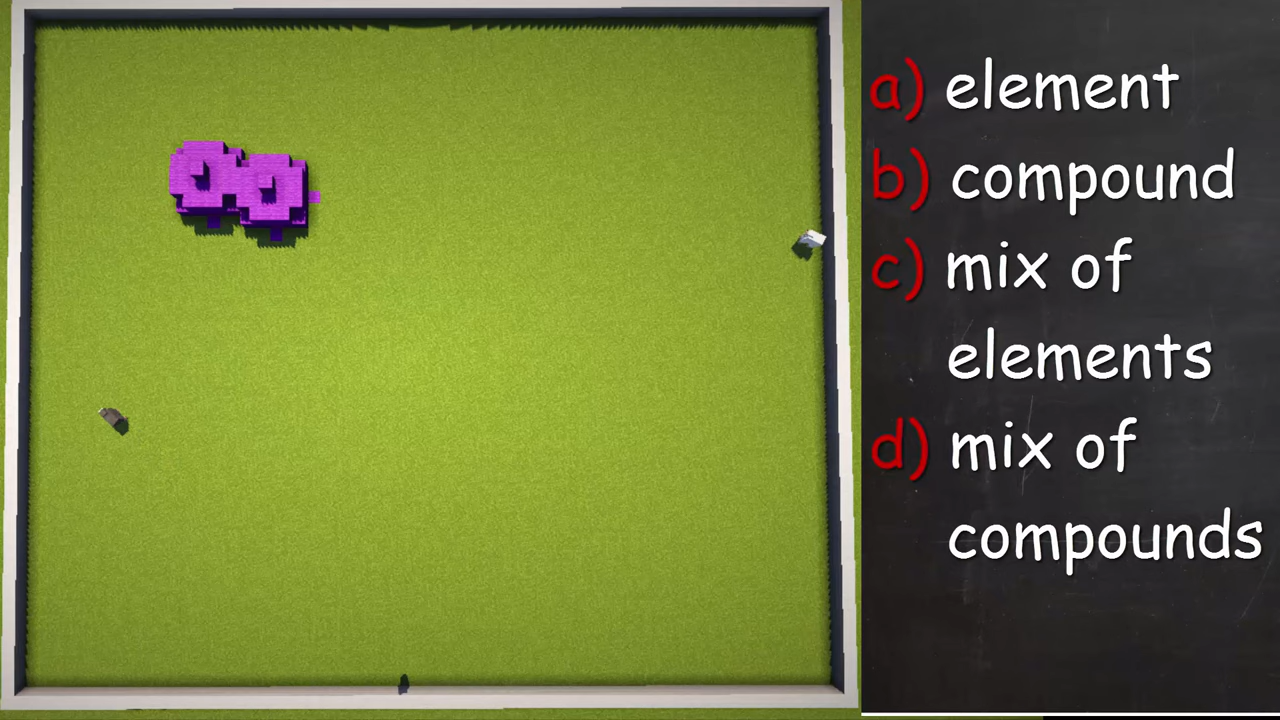 a) element
b) compound
c) mix of
elements
d) mix of
compounds